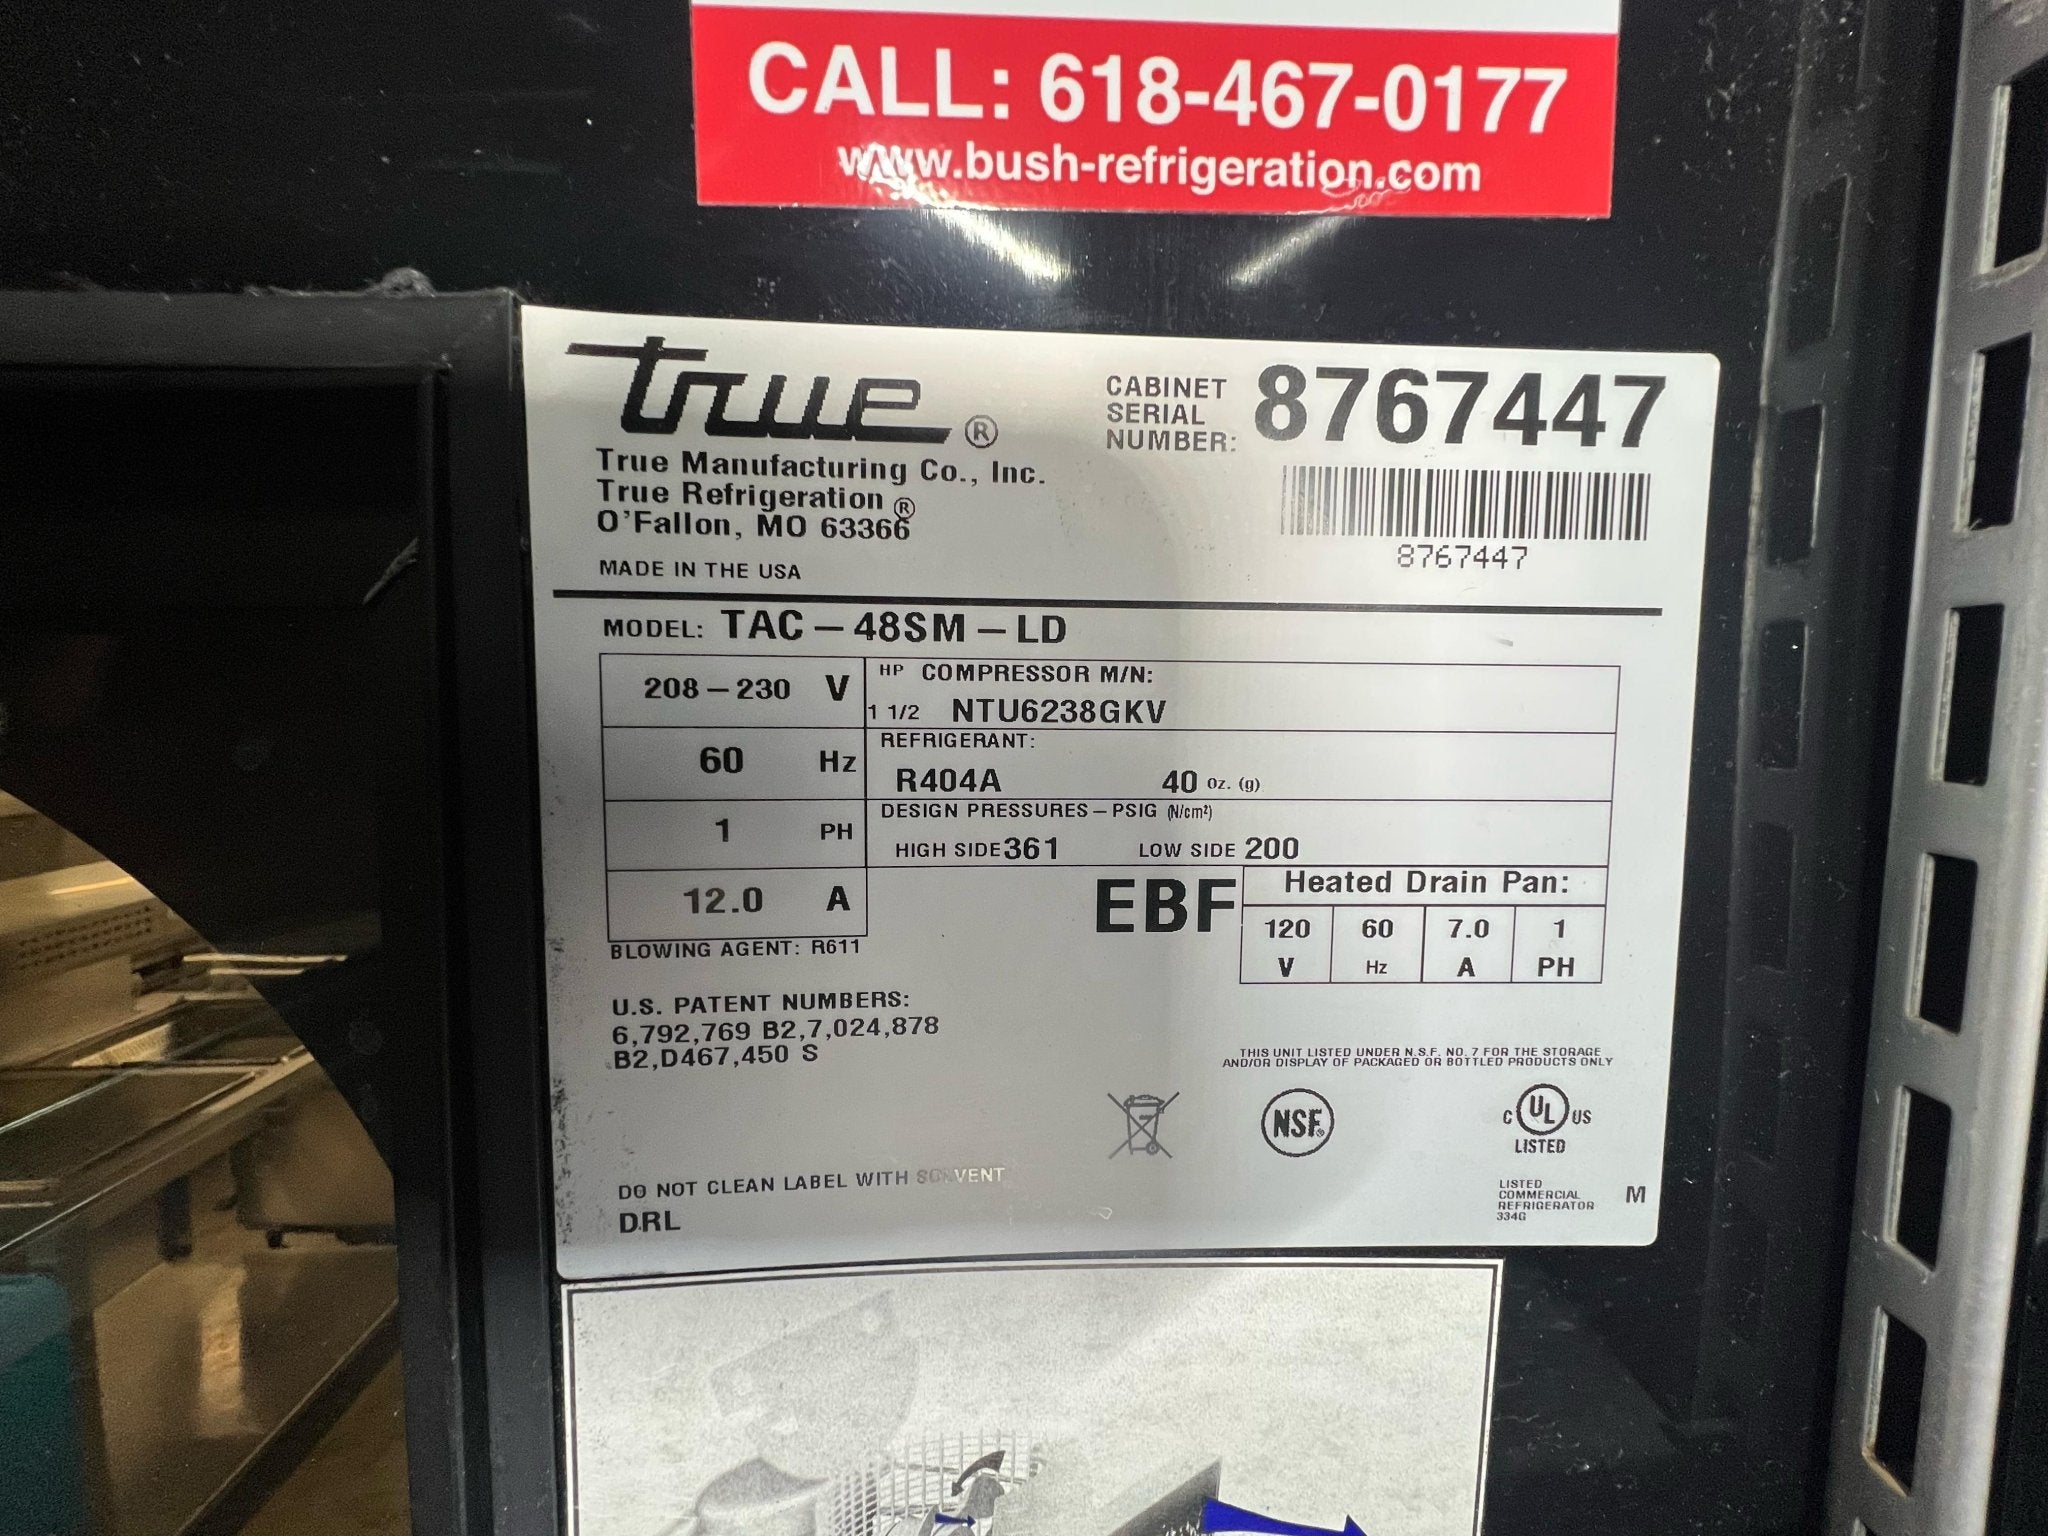 CALL: 618-467-0177
www.bush-refrigeration.com
true ®
CABINET SERIAL NUMBER: 8767447
8767447
True Manufacturing Co., Inc.
True Refrigeration ®
O'Fallon, MO 63366
MADE IN THE USA
MODEL: TAC-48SM-LD
208-230 V
60 Hz
1 PH
12.0 A
HP COMPRESSOR M/N:
1 1/2 NTU6238GKV
REFRIGERANT:
R404A 40 oz. (g)
DESIGN PRESSURES-PSIG (N/cm²)
HIGH SIDE 361 LOW SIDE 200
EBF
Heated Drain Pan:
120 60 7.0 1
V Hz A PH
BLOWING AGENT: R611
U.S. PATENT NUMBERS:
6,792,769 B2,7,024,878
B2,D467,450 S
THIS UNIT LISTED UNDER N.S.F. NO. 7 FOR THE STORAGE
AND/OR DISPLAY OF PACKAGED OR BOTTLED PRODUCTS ONLY
NSF®
C UL US
LISTED
DO NOT CLEAN LABEL WITH SOLVENT
DRL
LISTED
COMMERCIAL
REFRIGERATOR
334G
M